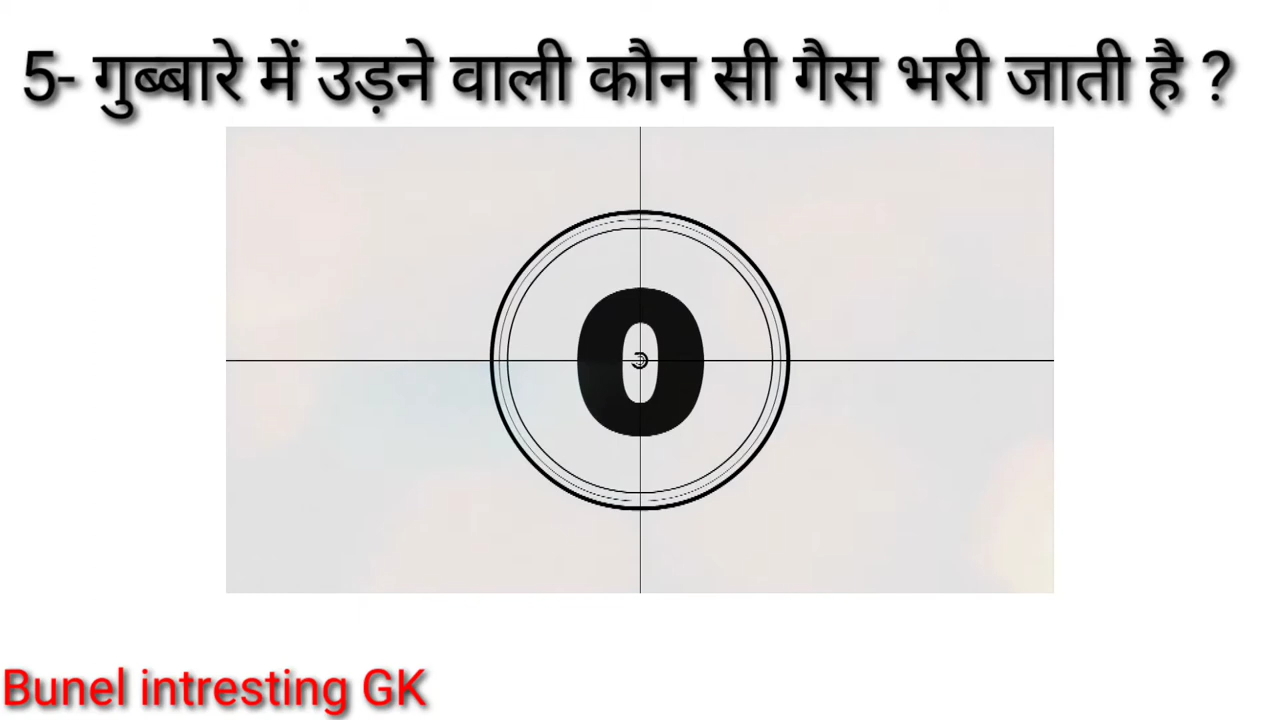 5- गुब्बारे में उड़ने वाली कौन सी गैस भरी जाती है ?
0
Bunel intresting GK